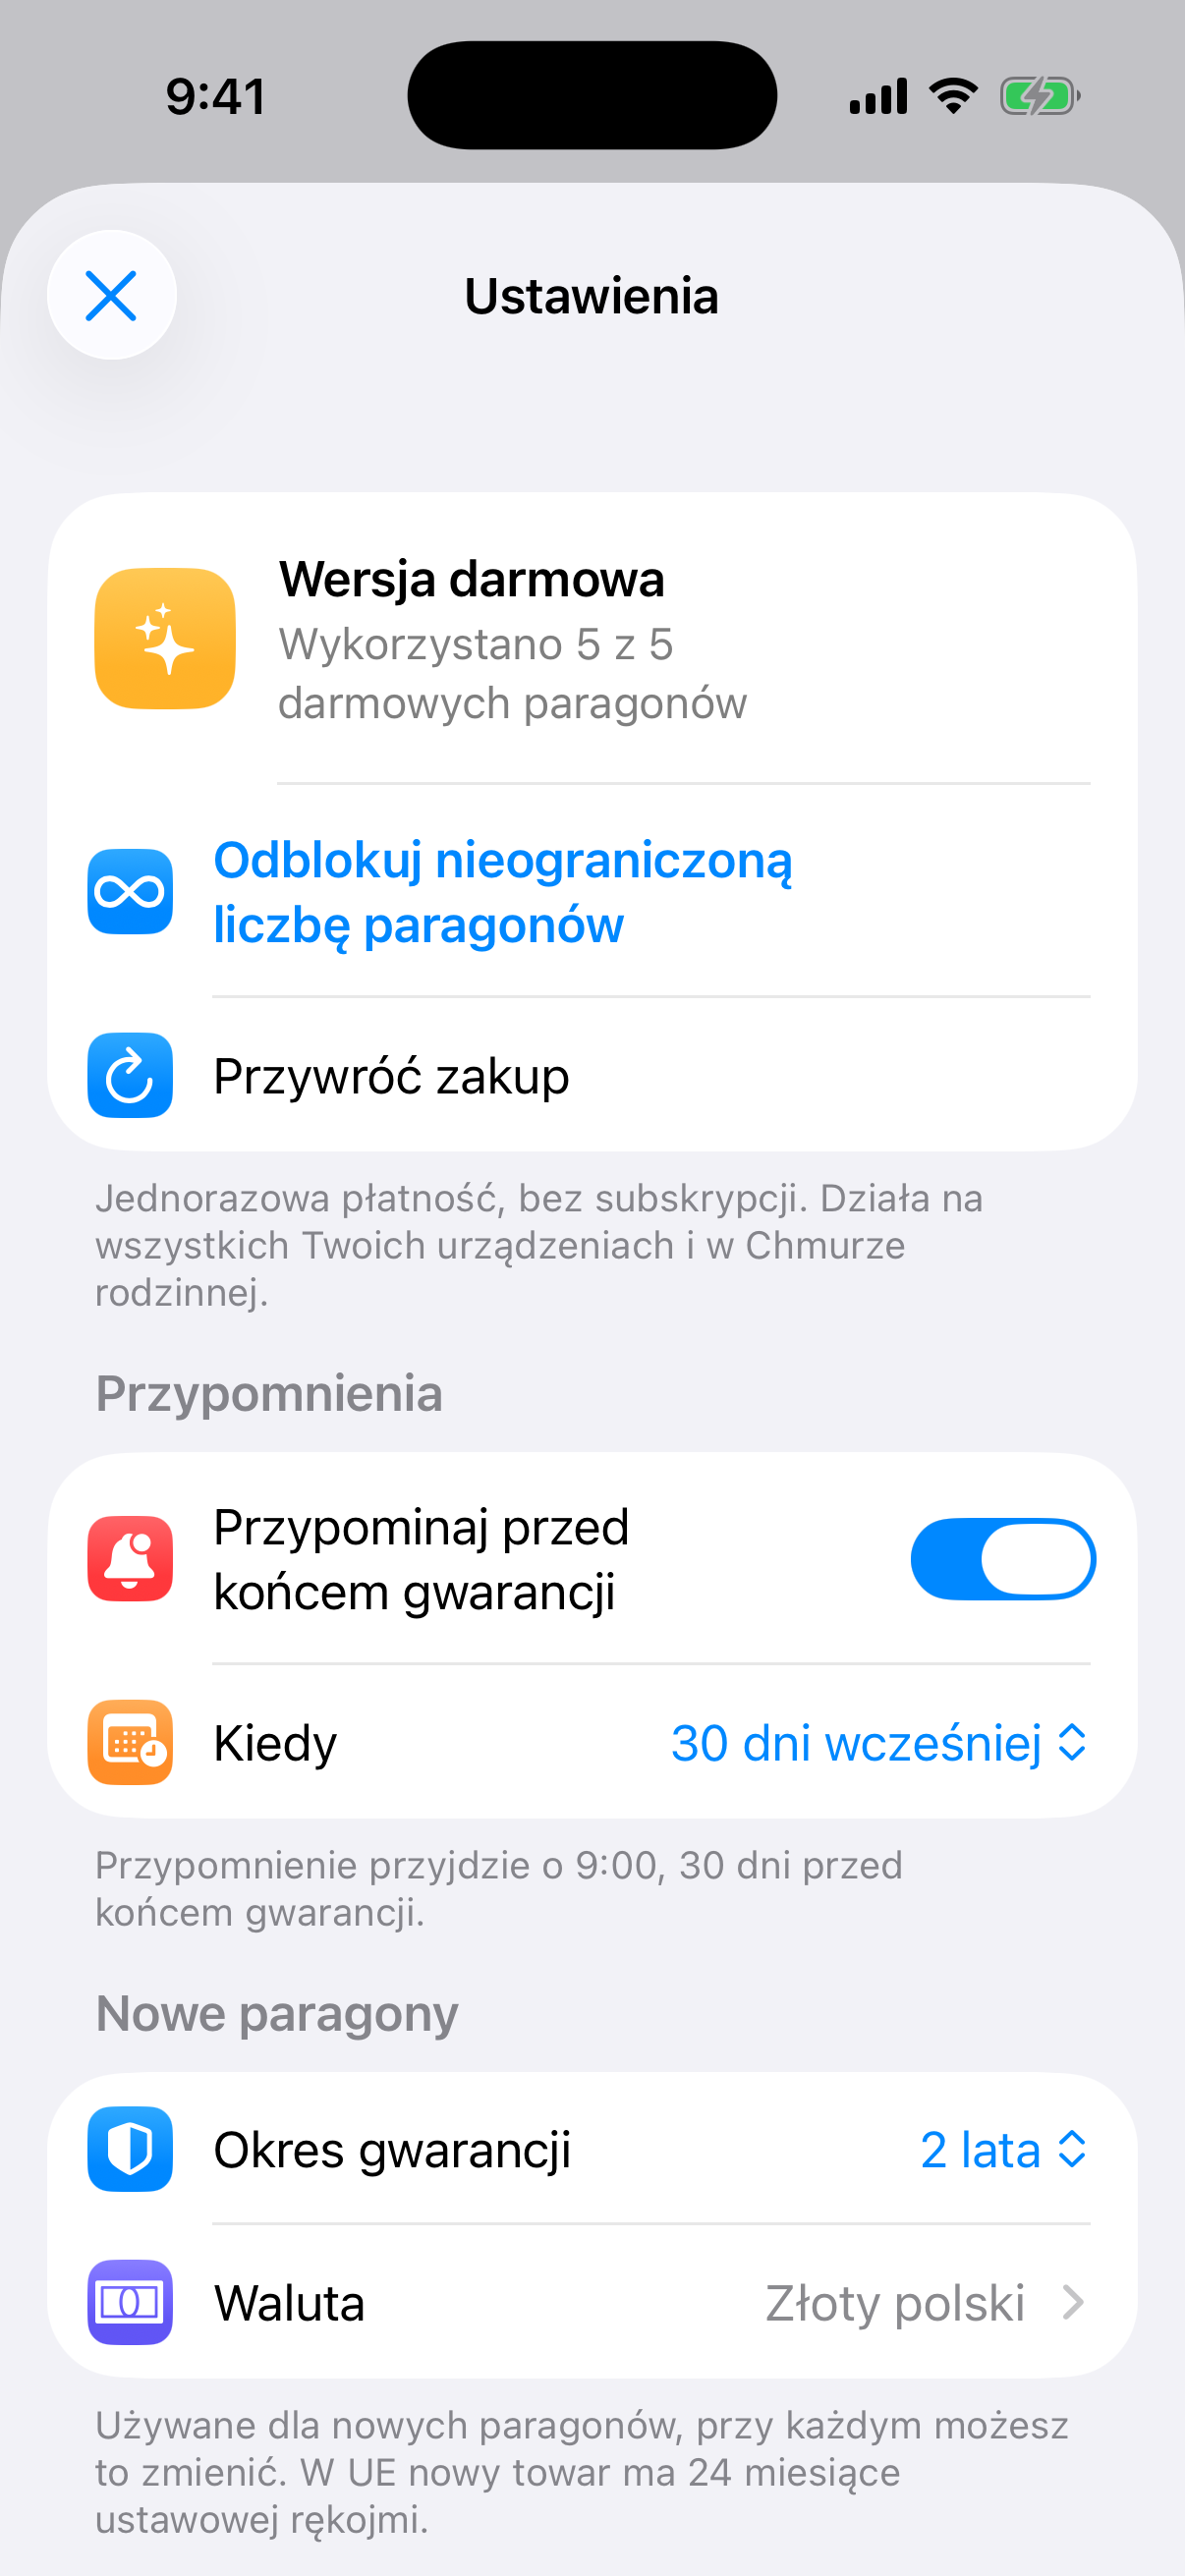 9:41
Ustawienia
Wersja darmowa
Wykorzystano 5 z 5
darmowych paragonów
Odblokuj nieograniczoną
liczbę paragonów
Przywróć zakup
Jednorazowa płatność, bez subskrypcji. Działa na
wszystkich Twoich urządzeniach i w Chmurze
rodzinnej.
Przypomnienia
Przypominaj przed
końcem gwarancji
Kiedy
30 dni wcześniej
Przypomnienie przyjdzie o 9:00, 30 dni przed
końcem gwarancji.
Nowe paragony
Okres gwarancji
2 lata
Waluta
Złoty polski
Używane dla nowych paragonów, przy każdym możesz
to zmienić. W UE nowy towar ma 24 miesiące
ustawowej rękojmi.